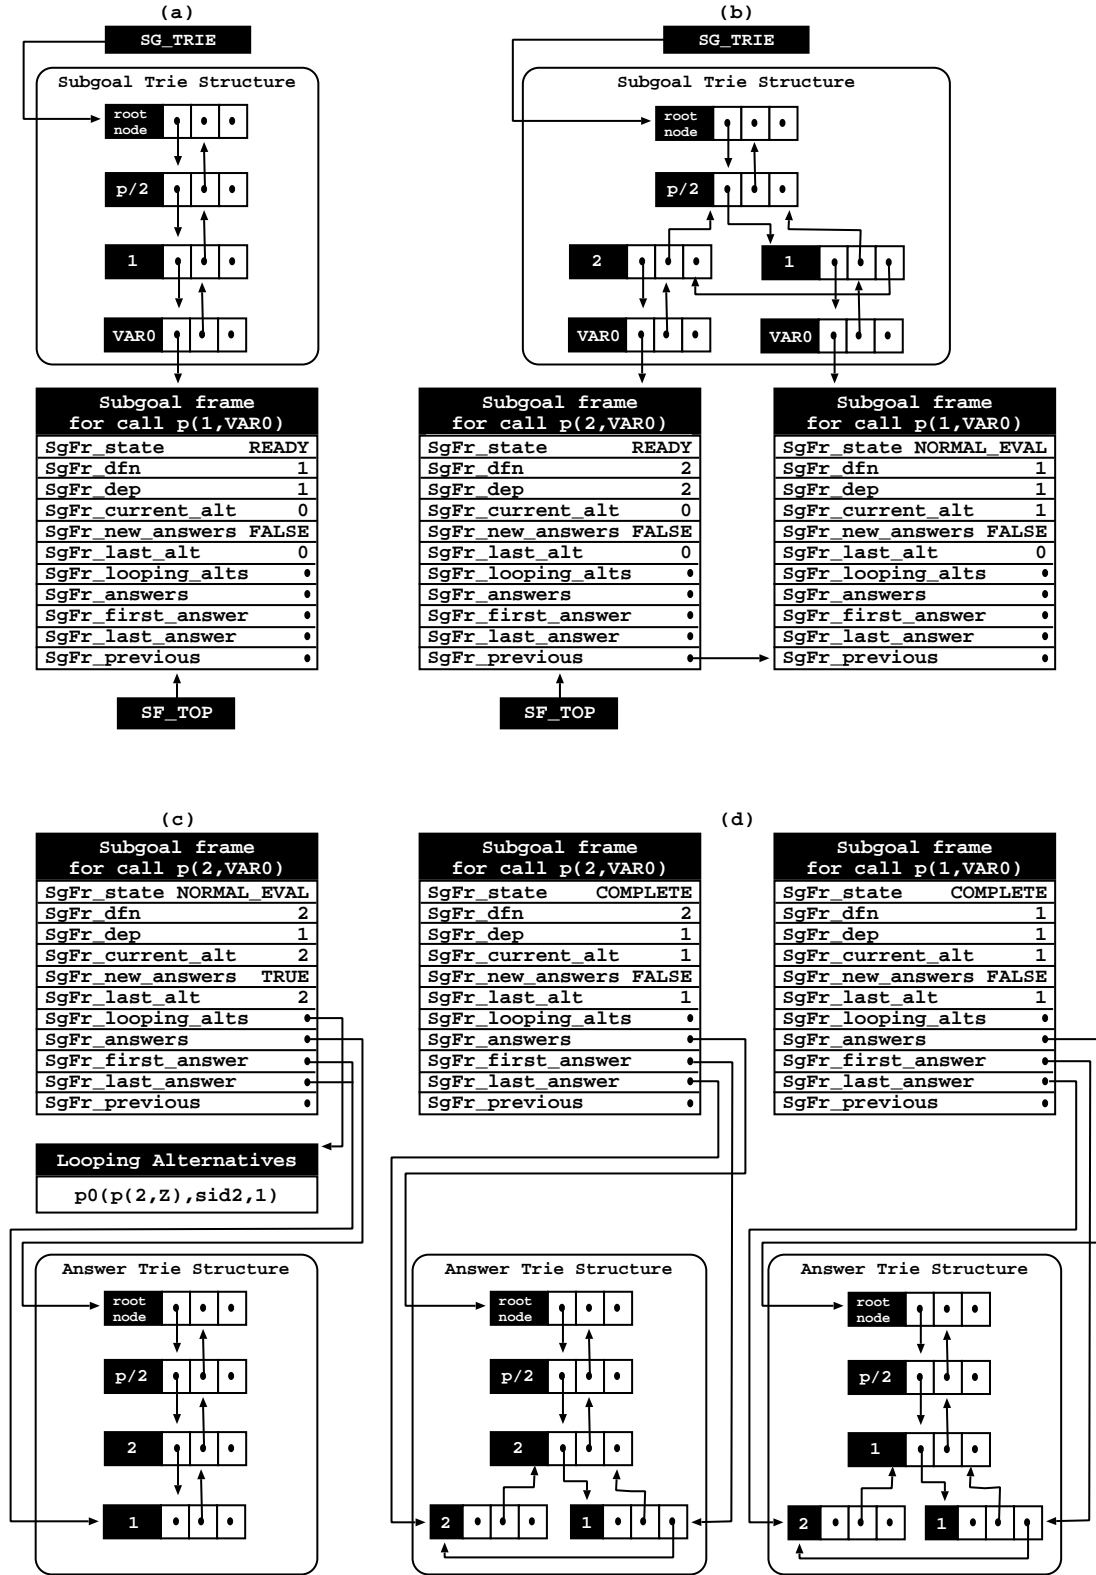 (a)
SG_TRIE
Subgoal Trie Structure
root
node
p/2
1
VAR0
Subgoal frame
for call p(1,VAR0)
SgFr_state READY
SgFr_dfn 1
SgFr_dep 1
SgFr_current_alt 0
SgFr_new_answers FALSE
SgFr_last_alt 0
SgFr_looping_alts
SgFr_answers
SgFr_first_answer
SgFr_last_answer
SgFr_previous
SF_TOP
(b)
SG_TRIE
Subgoal Trie Structure
root
node
p/2
2 1
VAR0 VAR0
Subgoal frame
for call p(2,VAR0)
SgFr_state READY
SgFr_dfn 2
SgFr_dep 2
SgFr_current_alt 0
SgFr_new_answers FALSE
SgFr_last_alt 0
SgFr_looping_alts
SgFr_answers
SgFr_first_answer
SgFr_last_answer
SgFr_previous
SF_TOP
Subgoal frame
for call p(1,VAR0)
SgFr_state NORMAL_EVAL
SgFr_dfn 1
SgFr_dep 1
SgFr_current_alt 1
SgFr_new_answers FALSE
SgFr_last_alt 0
SgFr_looping_alts
SgFr_answers
SgFr_first_answer
SgFr_last_answer
SgFr_previous
(c)
Subgoal frame
for call p(2,VAR0)
SgFr_state NORMAL_EVAL
SgFr_dfn 2
SgFr_dep 1
SgFr_current_alt 2
SgFr_new_answers TRUE
SgFr_last_alt 2
SgFr_looping_alts
SgFr_answers
SgFr_first_answer
SgFr_last_answer
SgFr_previous
Looping Alternatives
p0(p(2,Z),sid2,1)
Answer Trie Structure
root
node
p/2
2
1
(d)
Subgoal frame
for call p(2,VAR0)
SgFr_state COMPLETE
SgFr_dfn 2
SgFr_dep 1
SgFr_current_alt 1
SgFr_new_answers FALSE
SgFr_last_alt 1
SgFr_looping_alts
SgFr_answers
SgFr_first_answer
SgFr_last_answer
SgFr_previous
Answer Trie Structure
root
node
p/2
2
2 1
Subgoal frame
for call p(1,VAR0)
SgFr_state COMPLETE
SgFr_dfn 1
SgFr_dep 1
SgFr_current_alt 1
SgFr_new_answers FALSE
SgFr_last_alt 1
SgFr_looping_alts
SgFr_answers
SgFr_first_answer
SgFr_last_answer
SgFr_previous
Answer Trie Structure
root
node
p/2
1
2 1